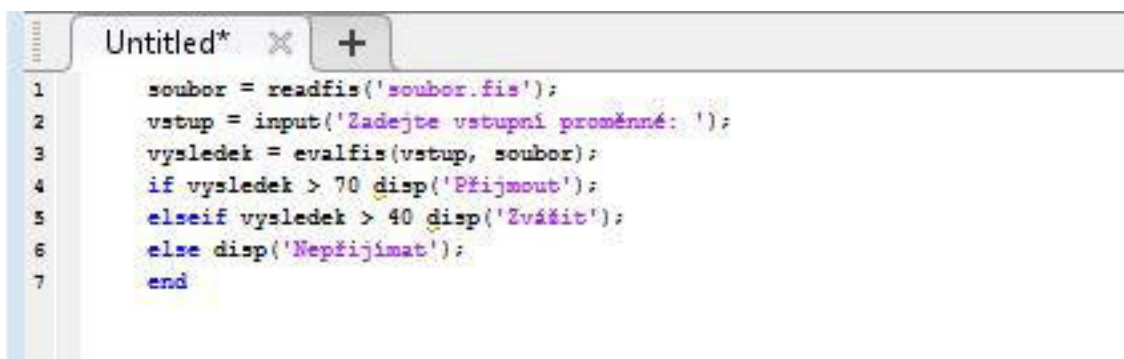 Untitled*
1 soubor = readfis('soubor.fis');
2 vstup = input('Zadejte vstupní proměnné: ');
3 vysledek = evalfis(vstup, soubor);
4 if vysledek > 70 disp('Přijmout');
5 elseif vysledek > 40 disp('Zvážit');
6 else disp('Nepřijímat');
7 end